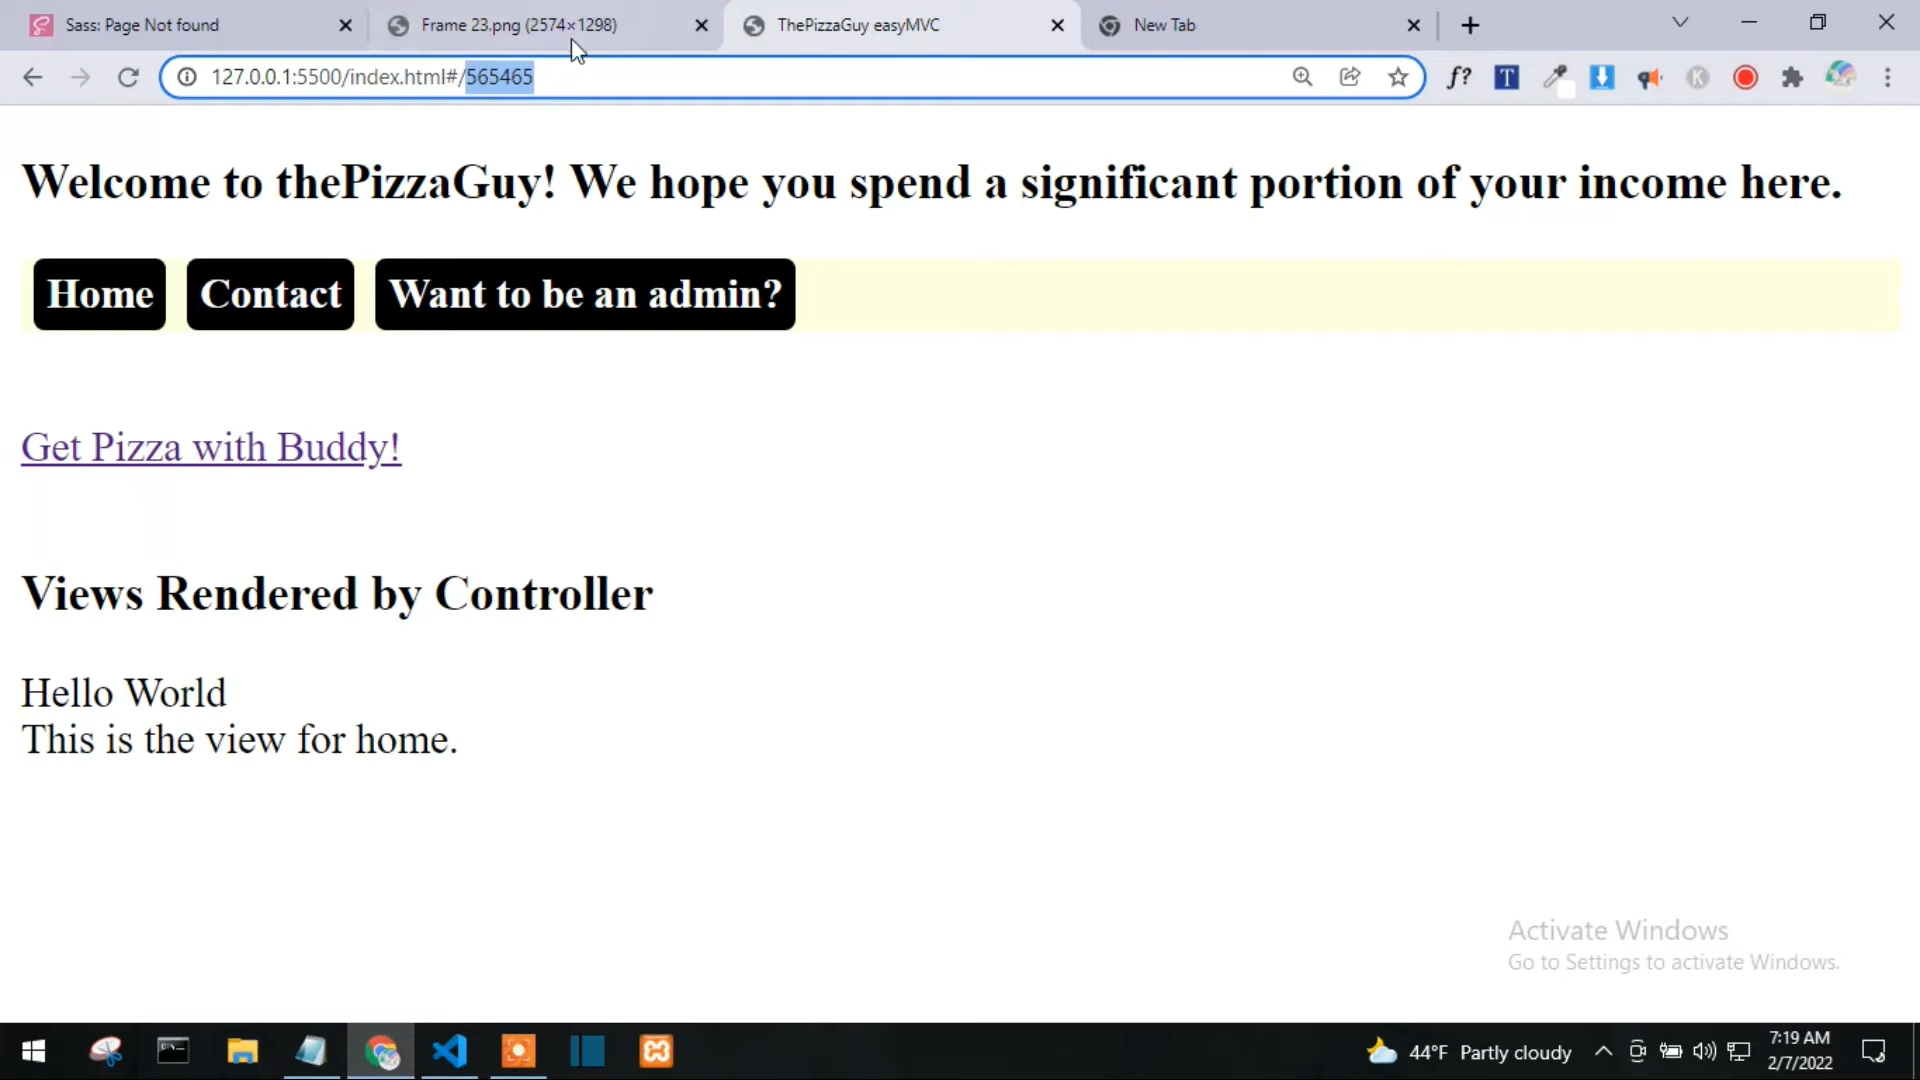 Sass: Page Not found
Frame 23.png (2574×1298)
ThePizzaGuy easyMVC
New Tab
127.0.0.1:5500/index.html#/565465
f?
T
K
Welcome to thePizzaGuy! We hope you spend a significant portion of your income here.
Home
Contact
Want to be an admin?
Get Pizza with Buddy!
Views Rendered by Controller
Hello World
This is the view for home.
Activate Windows
Go to Settings to activate Windows.
44°F Partly cloudy
7:19 AM
2/7/2022